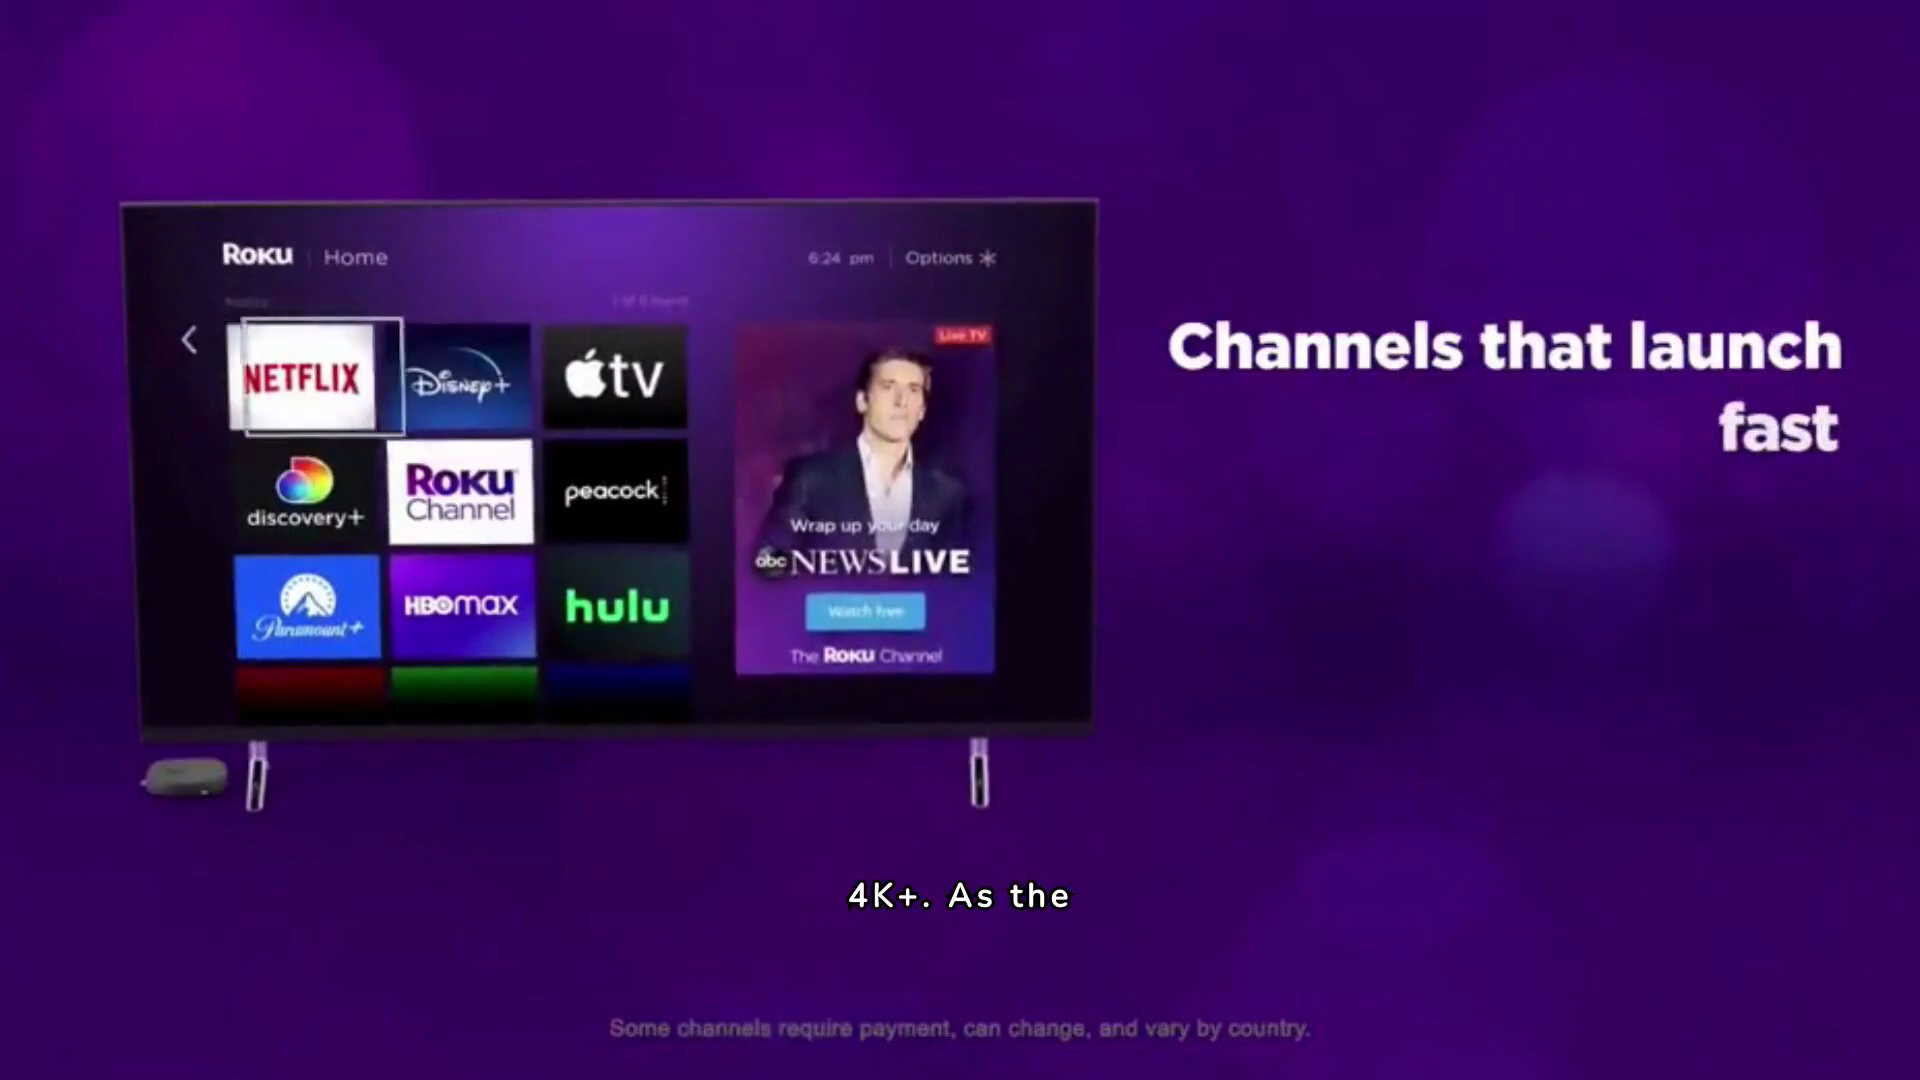 Roku | Home
6:24 pm | Options
NETFLIX
Disney+
tv
Live TV
discovery+
Roku
Channel
peacock
Wrap up your day
abc NEWS LIVE
Paramount+
HBOmax
hulu
Watch free
The Roku Channel
Channels that launch
fast
4K+. As the
Some channels require payment, can change, and vary by country.